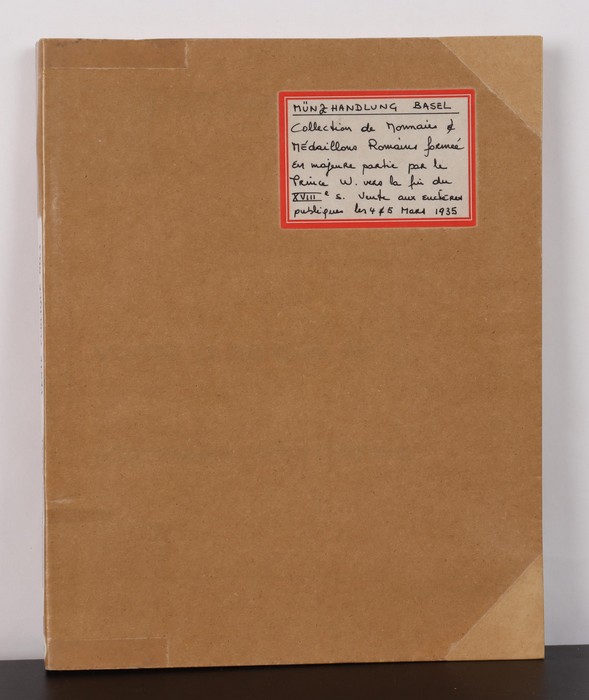 MÜNZHANDLUNG BASEL
Collection de Monnaies &
Médaillons Romains formée
en majeure partie par le
Prince W. vers la fin du
XVIIIe s. Vente aux enchères
publiques les 4 & 5 Mars 1935